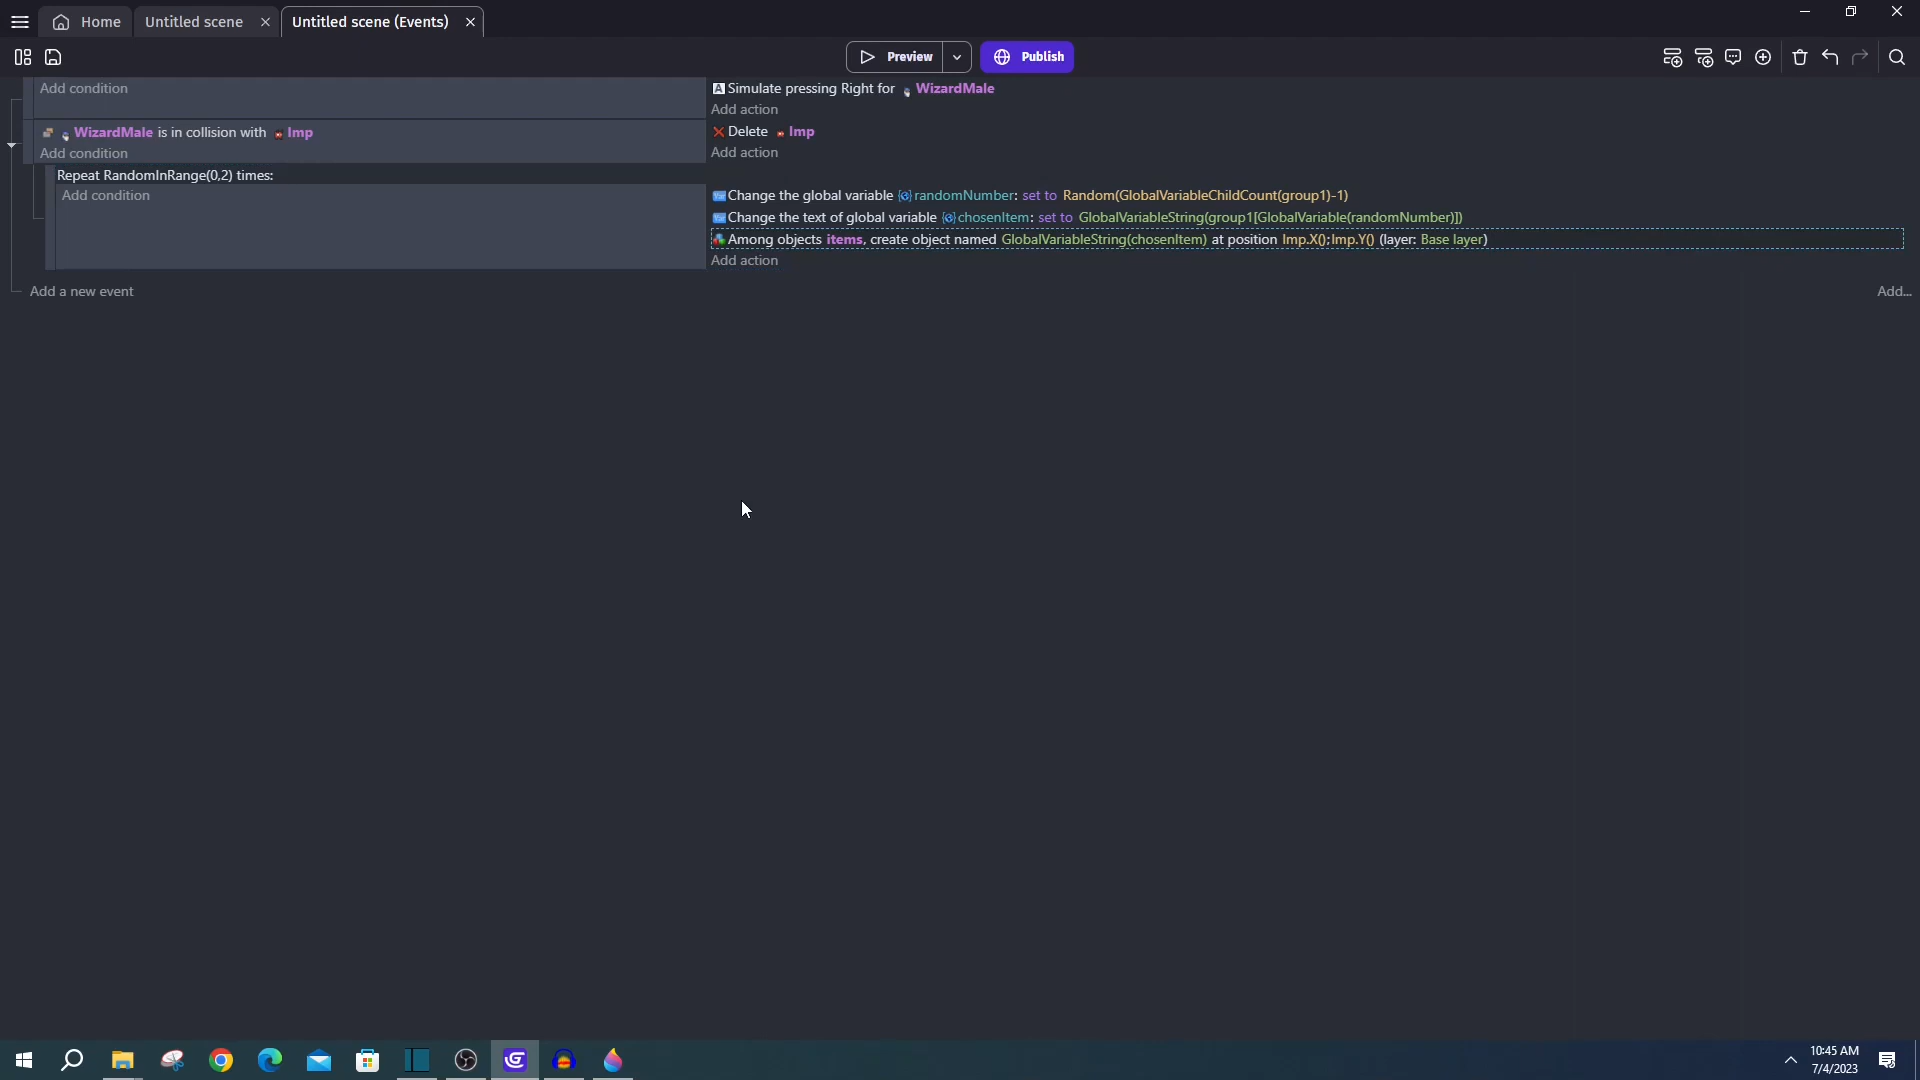 Home
Untitled scene
Untitled scene (Events)
Preview
Publish
Add condition
Simulate pressing Right for WizardMale
Add action
WizardMale is in collision with Imp
Delete Imp
Add condition
Add action
Repeat RandomInRange(0,2) times:
Add condition
Change the global variable randomNumber: set to Random(GlobalVariableChildCount(group1)-1)
Change the text of global variable chosenItem: set to GlobalVariableString(group1[GlobalVariable(randomNumber)])
Among objects items, create object named GlobalVariableString(chosenItem) at position Imp.X();Imp.Y() (layer: Base layer)
Add action
Add a new event
Add...
10:45 AM
7/4/2023